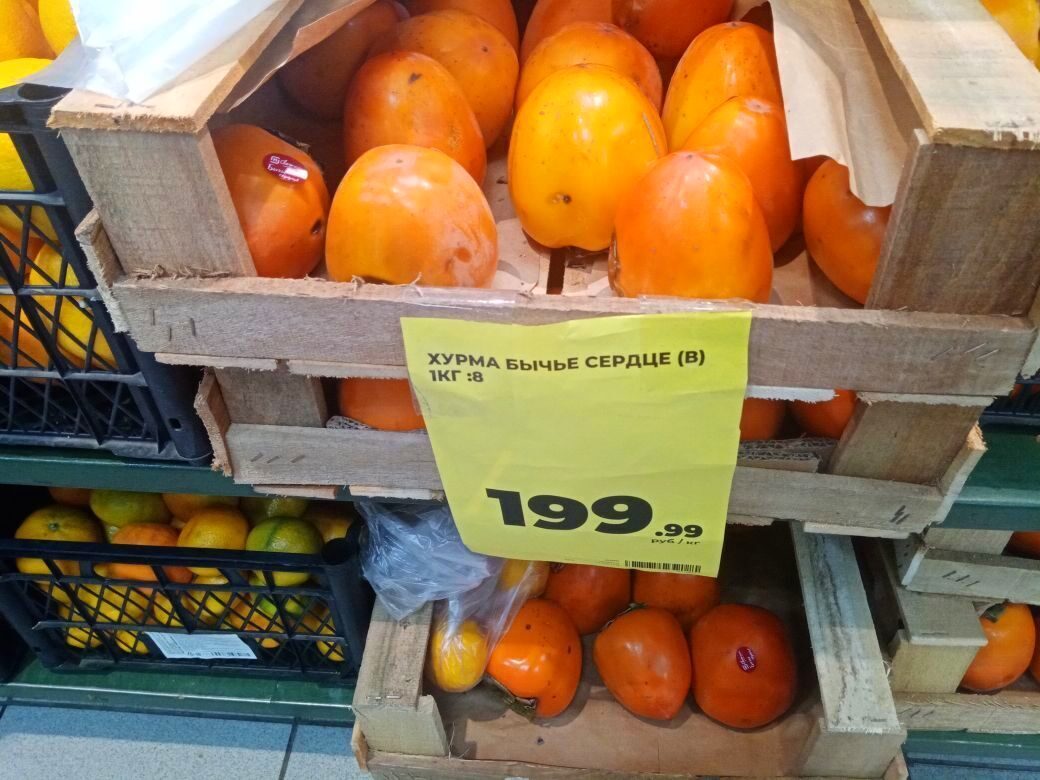 ХУРМА БЫЧЬЕ СЕРДЦЕ (В)
1КГ :8
199.99
руб / кг